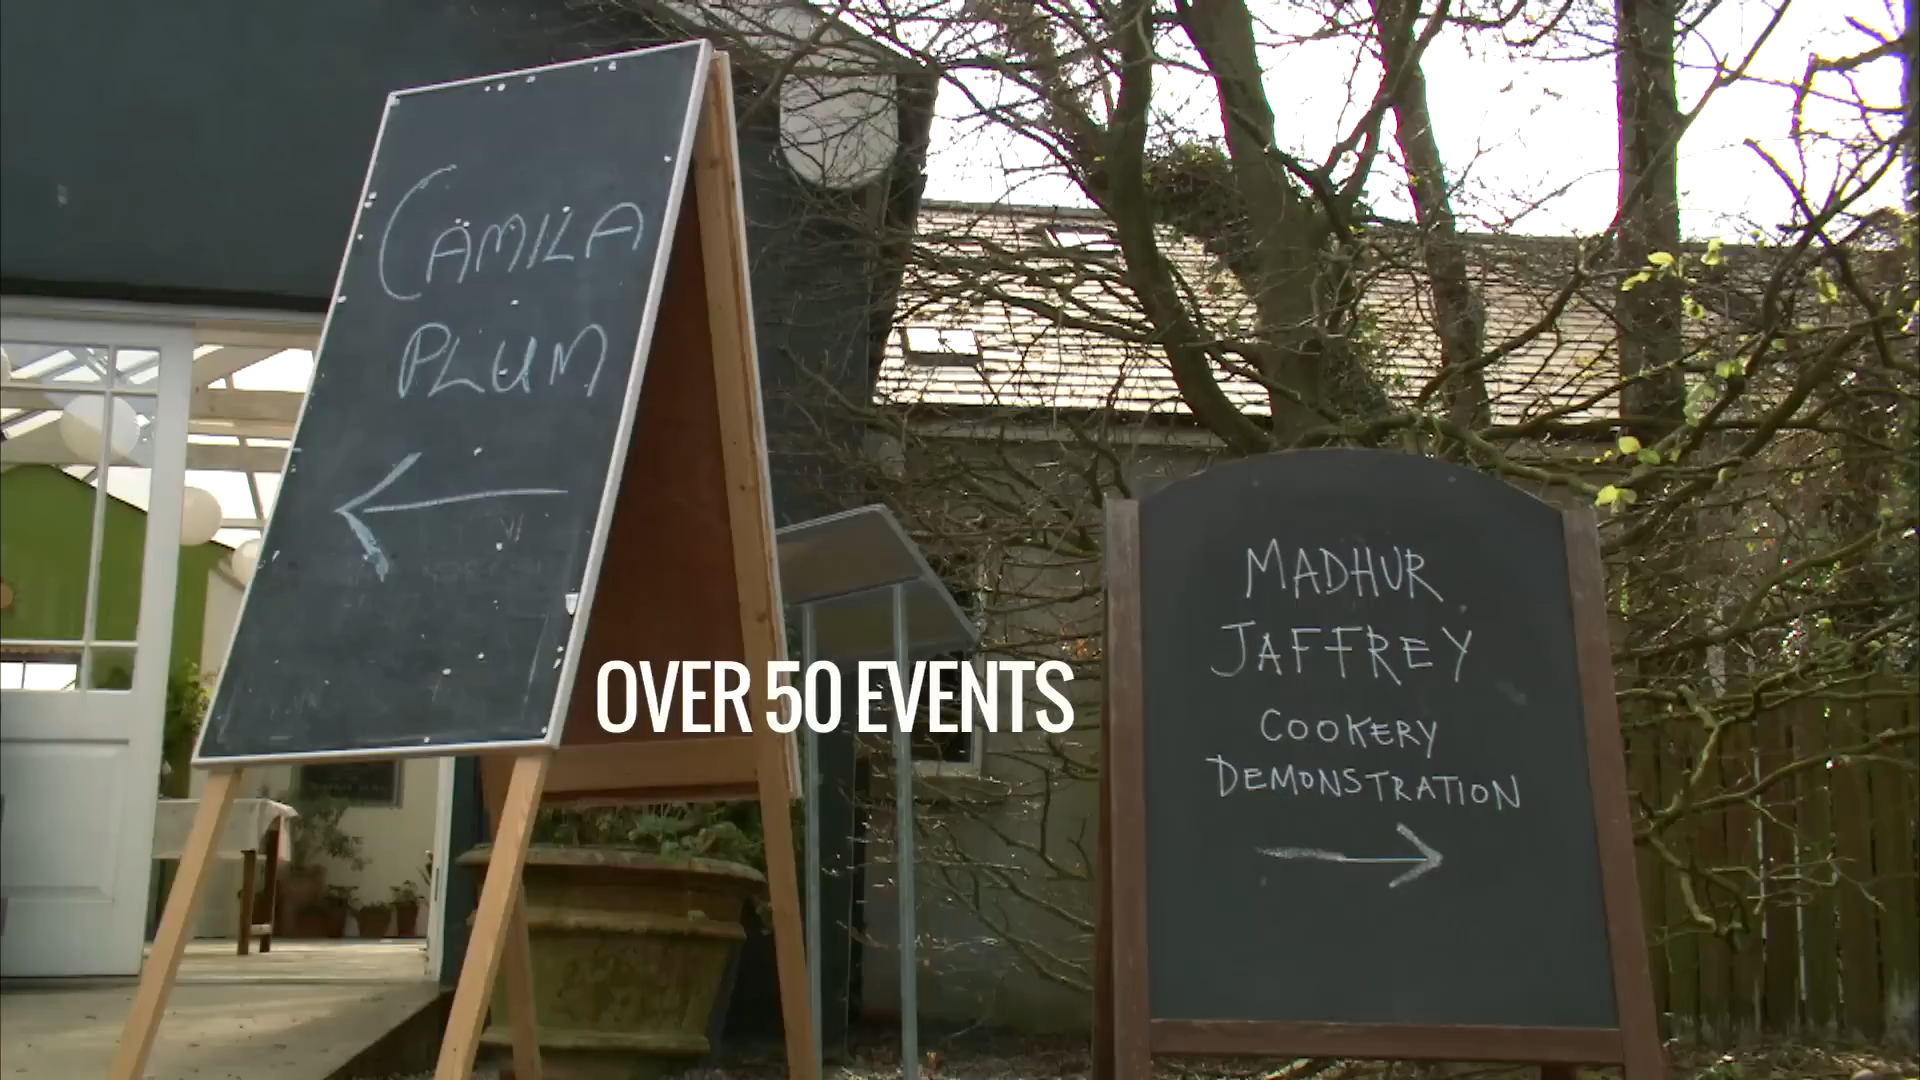 CAMILA
PLUM
OVER 50 EVENTS
MADHUR
JAFFREY
COOKERY
DEMONSTRATION